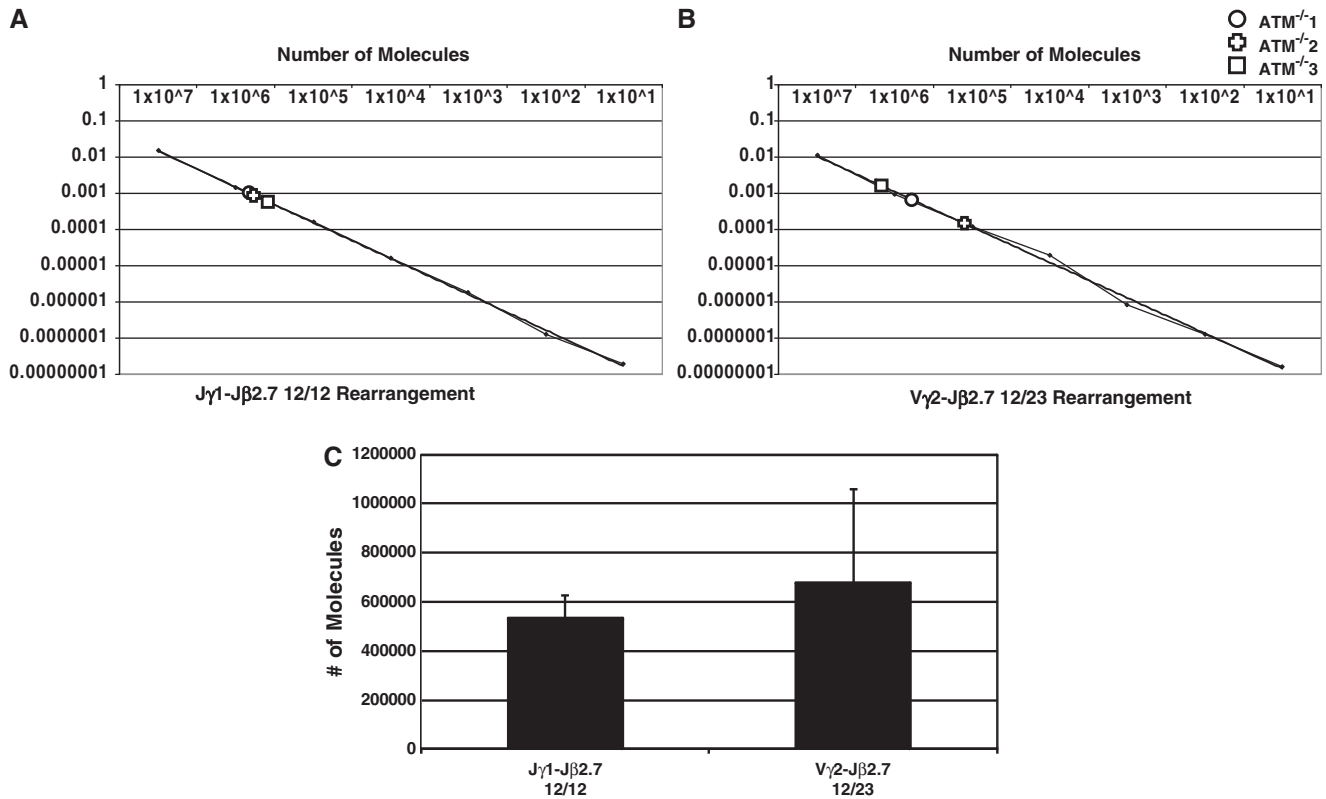 A
Number of Molecules
1
1x10^7 1x10^6 1x10^5 1x10^4 1x10^3 1x10^2 1x10^1
0.1
0.01
0.001
0.0001
0.00001
0.000001
0.0000001
0.00000001
Jγ1-Jβ2.7 12/12 Rearrangement
B
ATM-/-1
ATM-/-2
ATM-/-3
Number of Molecules
1
1x10^7 1x10^6 1x10^5 1x10^4 1x10^3 1x10^2 1x10^1
0.1
0.01
0.001
0.0001
0.00001
0.000001
0.0000001
0.00000001
Vγ2-Jβ2.7 12/23 Rearrangement
C
# of Molecules
1200000
1000000
800000
600000
400000
200000
0
Jγ1-Jβ2.7
12/12
Vγ2-Jβ2.7
12/23